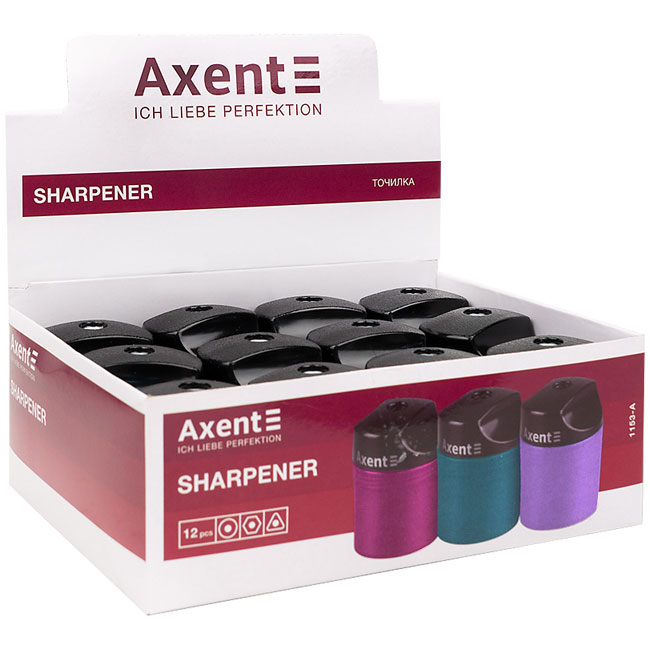 Axent
ICH LIEBE PERFEKTION
SHARPENER
ТОЧИЛКА
Axent
SHARPENER
Axent
ICH LIEBE PERFEKTION
SHARPENER
12 pcs
Axent
Axent
Axent
1153-A